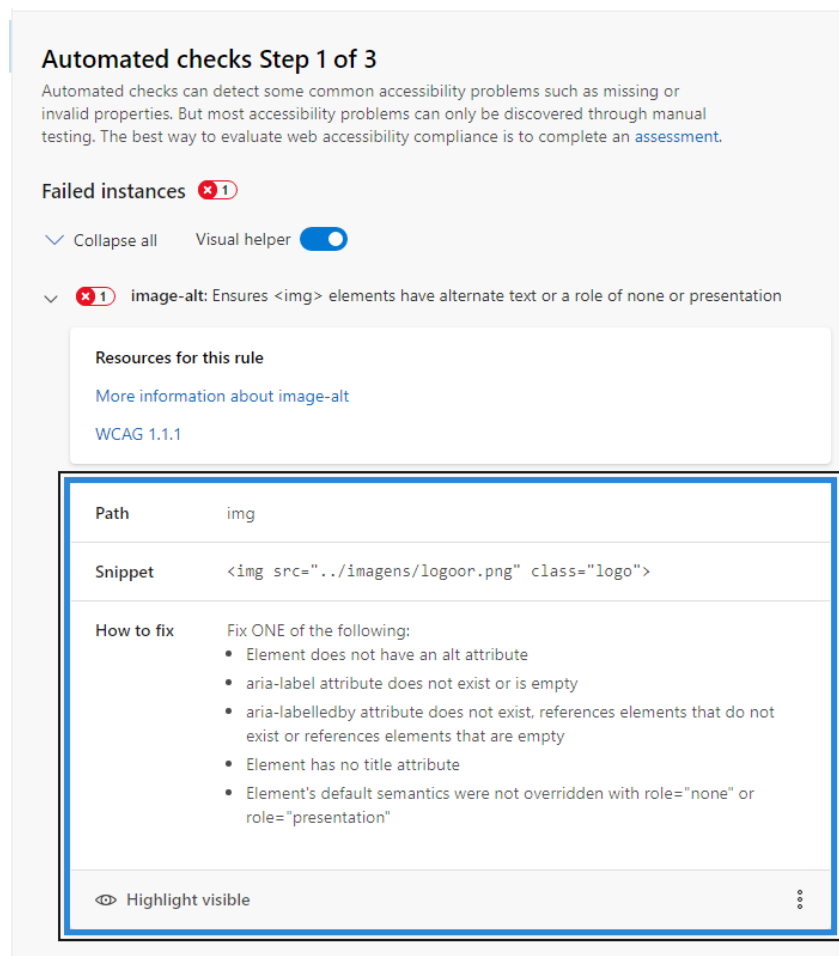 Automated checks Step 1 of 3
Automated checks can detect some common accessibility problems such as missing or
invalid properties. But most accessibility problems can only be discovered through manual
testing. The best way to evaluate web accessibility compliance is to complete an assessment.
Failed instances 1
Collapse all Visual helper
1 image-alt: Ensures <img> elements have alternate text or a role of none or presentation
Resources for this rule
More information about image-alt
WCAG 1.1.1
Path img
Snippet <img src="../imagens/logoor.png" class="logo">
How to fix Fix ONE of the following:
• Element does not have an alt attribute
• aria-label attribute does not exist or is empty
• aria-labelledby attribute does not exist, references elements that do not
exist or references elements that are empty
• Element has no title attribute
• Element's default semantics were not overridden with role="none" or
role="presentation"
Highlight visible